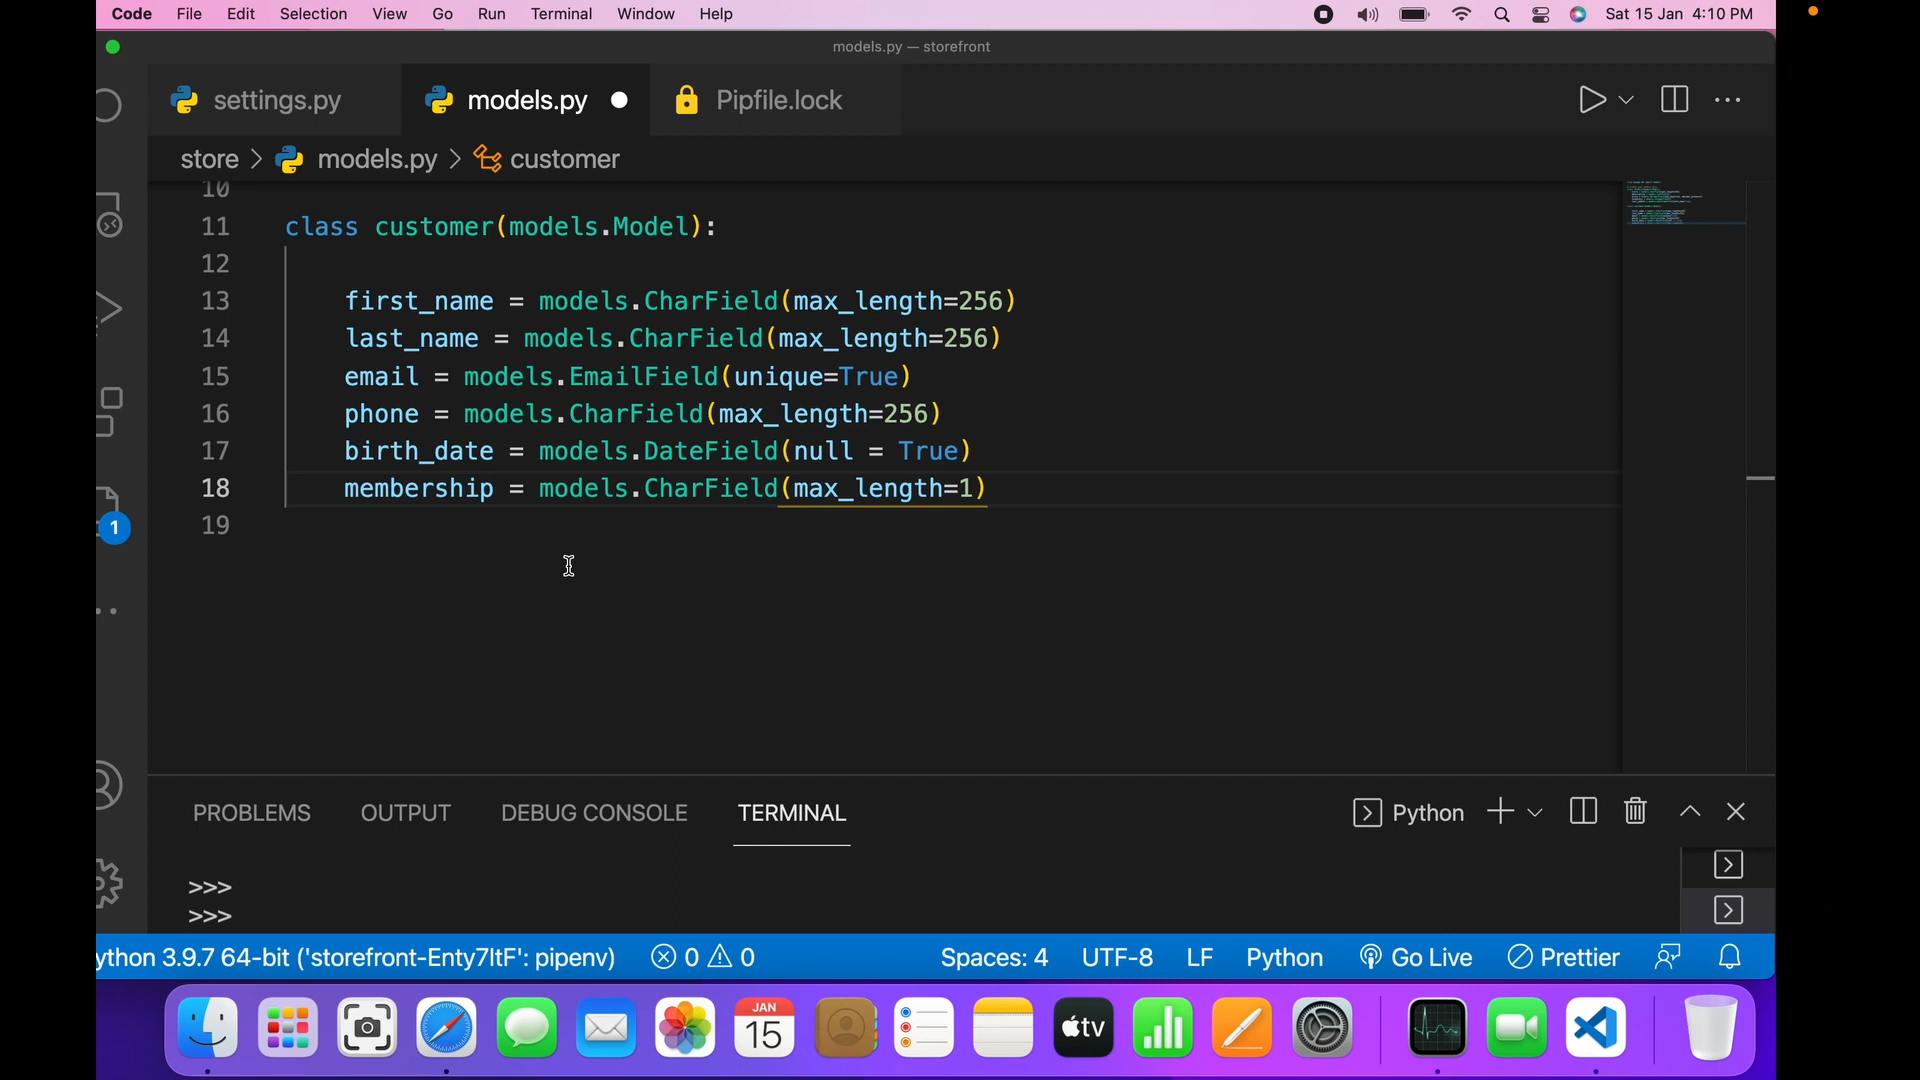 Code File Edit Selection View Go Run Terminal Window Help Sat 15 Jan 4:10 PM
models.py — storefront
settings.py models.py Pipfile.lock
store > models.py > customer
10
11 class customer(models.Model):
12
13 first_name = models.CharField(max_length=256)
14 last_name = models.CharField(max_length=256)
15 email = models.EmailField(unique=True)
16 phone = models.CharField(max_length=256)
17 birth_date = models.DateField(null = True)
18 membership = models.CharField(max_length=1)
19
1
PROBLEMS OUTPUT DEBUG CONSOLE TERMINAL Python
>>>
>>>
ython 3.9.7 64-bit ('storefront-Enty7ltF': pipenv) 0 0 Spaces: 4 UTF-8 LF Python Go Live Prettier
JAN
15
tv